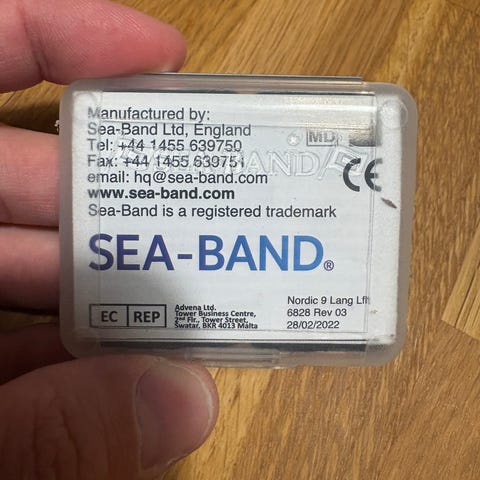 Manufactured by:
Sea-Band Ltd, England
Tel: +44 1455 639750
Fax: +44 1455 639751
email: hq@sea-band.com
www.sea-band.com
Sea-Band is a registered trademark
MD
CE
SEA-BAND®
EC REP
Advena Ltd.
Tower Business Centre,
2nd Flr., Tower Street,
Swatar, BKR 4013 Malta
Nordic 9 Lang Lflt
6828 Rev 03
28/02/2022